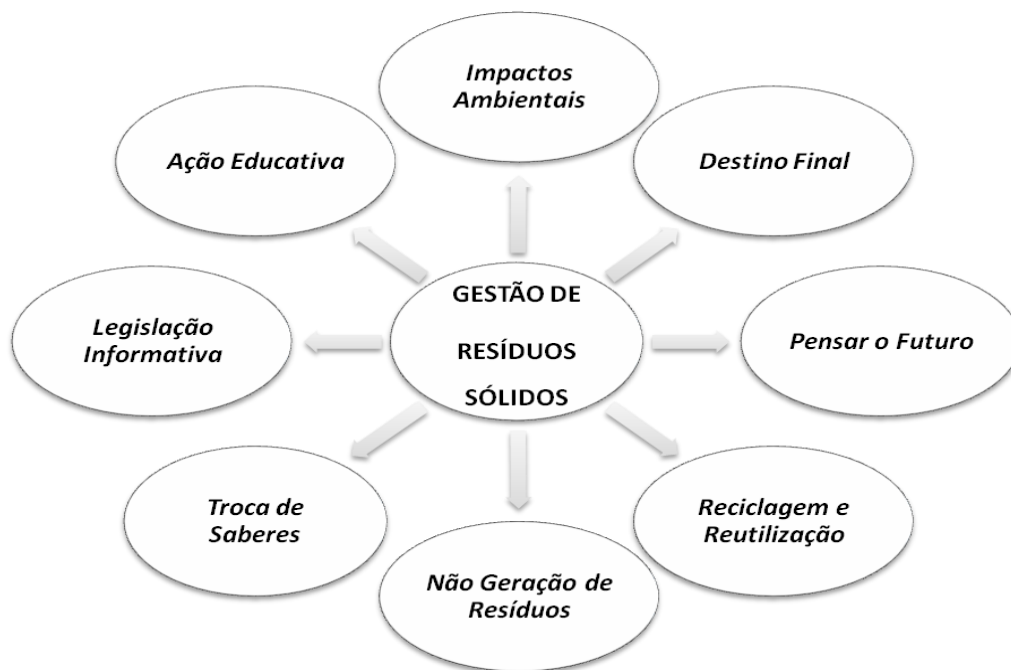 Impactos
Ambientais
Ação Educativa
Destino Final
GESTÃO DE
RESÍDUOS
SÓLIDOS
Legislação
Informativa
Pensar o Futuro
Troca de
Saberes
Reciclagem e
Reutilização
Não Geração de
Resíduos